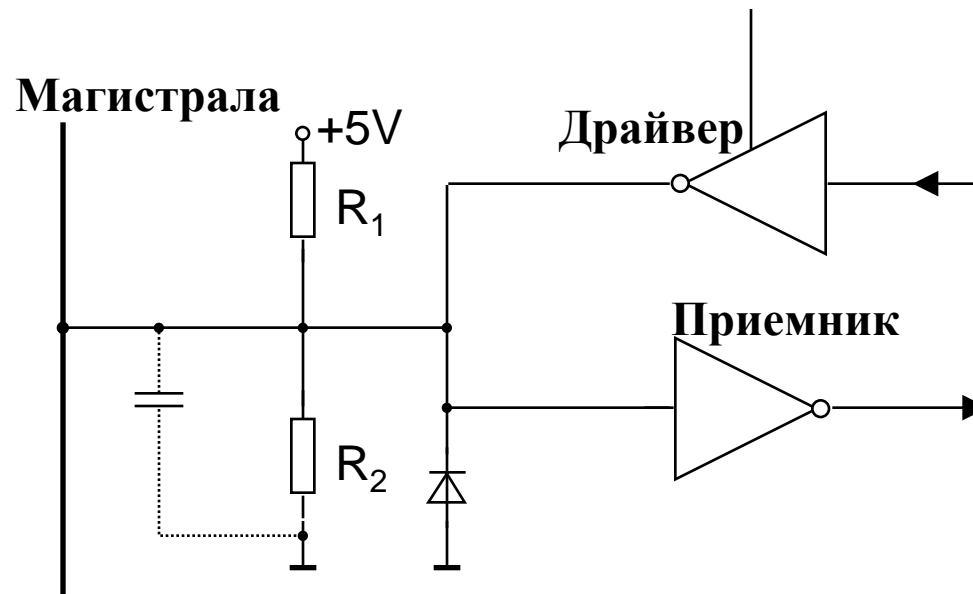 Магистрала
+5V
Драйвер
R₁
Приемник
R₂